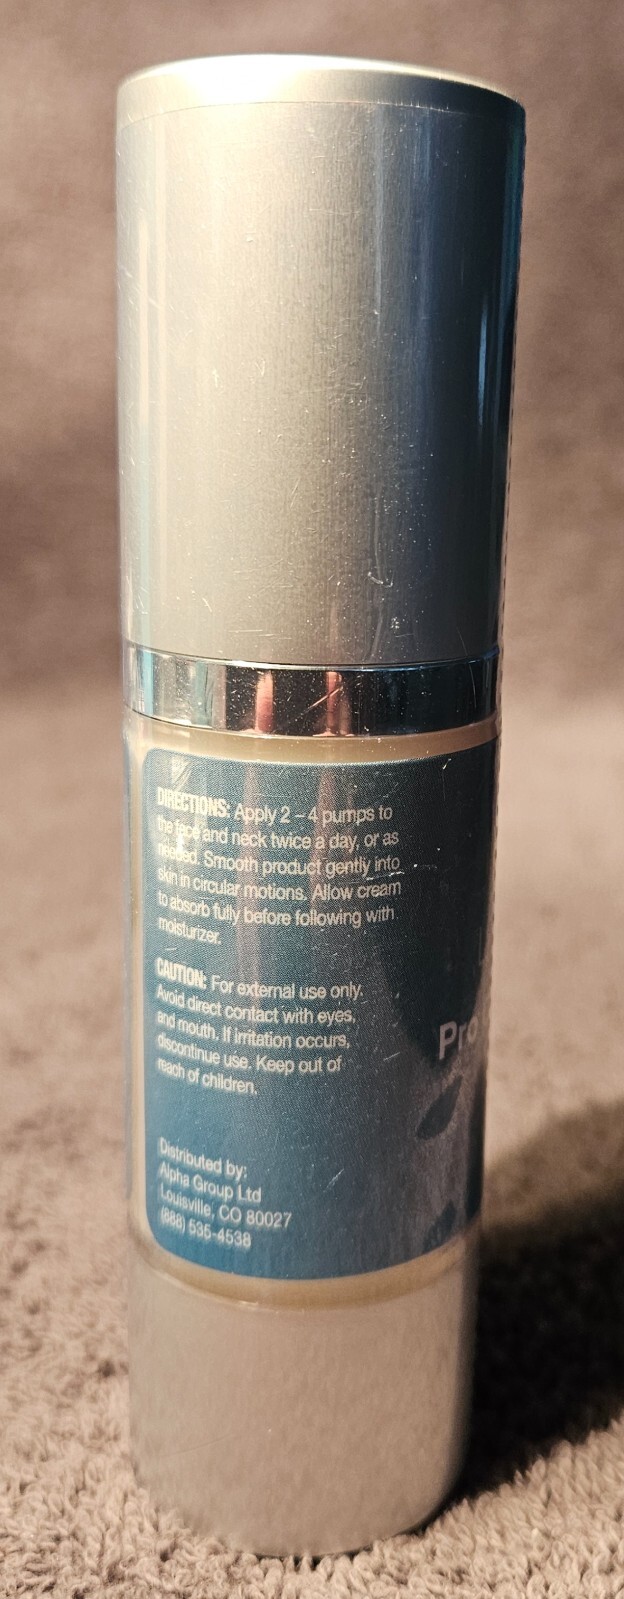 DIRECTIONS: Apply 2 – 4 pumps to
the face and neck twice a day, or as
needed. Smooth product gently into
skin in circular motions. Allow cream
to absorb fully before following with
moisturizer.
CAUTION: For external use only.
Avoid direct contact with eyes,
and mouth. If irritation occurs,
discontinue use. Keep out of
reach of children.
Distributed by:
Alpha Group Ltd
Louisville, CO 80027
(888) 535-4538
Pro